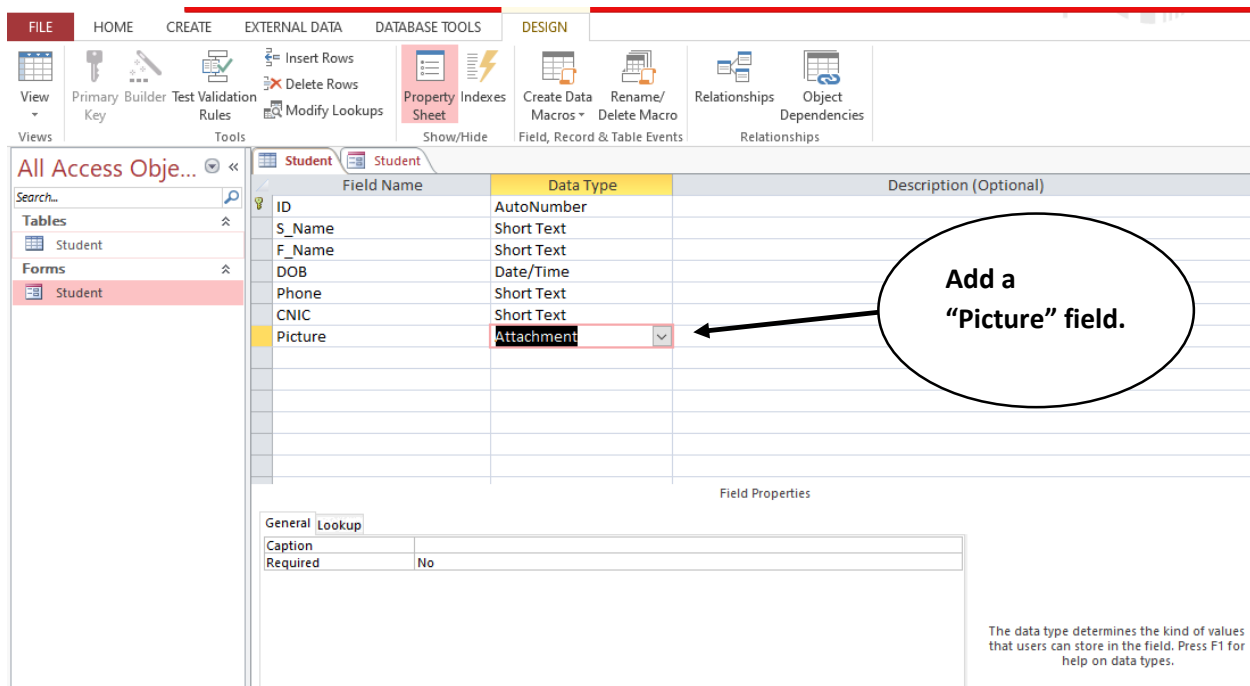 FILE HOME CREATE EXTERNAL DATA DATABASE TOOLS DESIGN
View
Views
Primary Key
Builder
Test Validation Rules
Insert Rows
Delete Rows
Modify Lookups
Tools
Property Sheet
Indexes
Show/Hide
Create Data Macros
Rename/ Delete Macro
Field, Record & Table Events
Relationships
Object Dependencies
Relationships
All Access Obje...
Search...
Tables
Student
Forms
Student
Student Student
Field Name Data Type Description (Optional)
ID AutoNumber
S_Name Short Text
F_Name Short Text
DOB Date/Time
Phone Short Text
CNIC Short Text
Picture Attachment
Add a
“Picture” field.
Field Properties
General Lookup
Caption
Required No
The data type determines the kind of values
that users can store in the field. Press F1 for
help on data types.